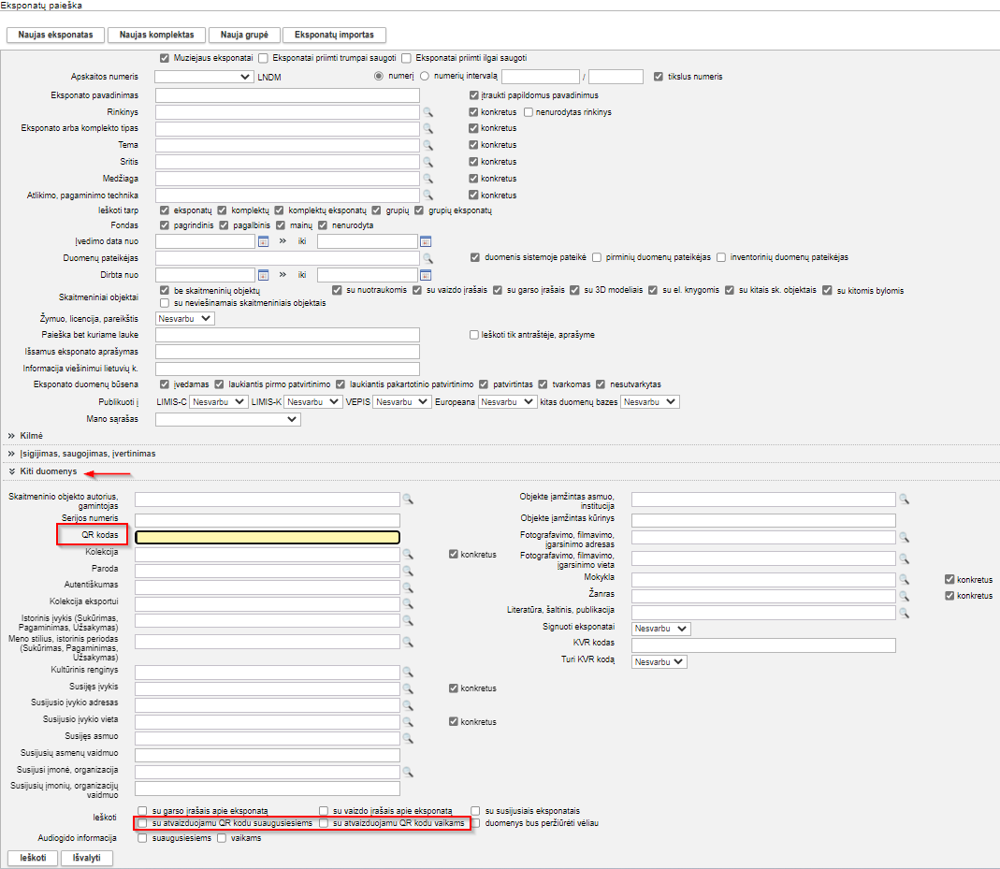 Eksponatų paieška
Naujas eksponatas Naujas komplektas Nauja grupė Eksponatų importas
Muziejaus eksponatai Eksponatai priimti trumpai saugoti Eksponatai priimti ilgai saugoti
Apskaitos numeris LNDM numerį numerių intervalą / tikslus numeris
Eksponato pavadinimas įtraukti papildomus pavadinimus
Rinkinys konkretus nenurodytas rinkinys
Eksponato arba komplekto tipas konkretus
Tema konkretus
Sritis konkretus
Medžiaga konkretus
Atlikimo, pagaminimo technika konkretus
Ieškoti tarp eksponatų komplektų komplektų eksponatų grupių grupių eksponatų
Fondas pagrindinis pagalbinis mainų nenurodyta
Įvedimo data nuo » iki
Duomenų pateikėjas duomenis sistemoje pateikė pirminių duomenų pateikėjas inventorinių duomenų pateikėjas
Dirbta nuo » iki
Skaitmeniniai objektai be skaitmeninių objektų su nuotraukomis su vaizdo įrašais su garso įrašais su 3D modeliais su el. knygomis su kitais sk. objektais su kitomis bylomis
su neviešinamais skaitmeniniais objektais
Žymuo, licencija, pareikštis Nesvarbu
Paieška bet kuriame lauke Ieškoti tik antraštėje, aprašyme
Išsamus eksponato aprašymas
Informacija viešinimui lietuvių k.
Eksponato duomenų būsena įvedamas laukiantis pirmo patvirtinimo laukiantis pakartotinio patvirtinimo patvirtintas tvarkomas nesutvarkytas
Publikuoti į LIMIS-C Nesvarbu LIMIS-K Nesvarbu VEPIS Nesvarbu Europeana Nesvarbu kitas duomenų bazes Nesvarbu
Mano sąrašas
» Kilmė
» Įsigijimas, saugojimas, įvertinimas
Kiti duomenys
Skaitmeninio objekto autorius, gamintojas
Objekte įamžintas asmuo, institucija
Serijos numeris Objekte įamžintas kūrinys
QR kodas Fotografavimo, filmavimo, įgarsinimo adresas
Kolekcija konkretus Fotografavimo, filmavimo, įgarsinimo vieta
Paroda Mokykla konkretus
Autentiškumas Žanras konkretus
Kolekcija eksportui Literatūra, šaltinis, publikacija
Istorinis įvykis (Sukūrimas, Pagaminimas, Užsakymas) Signuoti eksponatai Nesvarbu
Meno stilius, istorinis periodas (Sukūrimas, Pagaminimas, Užsakymas) KVR kodas
Turi KVR kodą Nesvarbu
Kultūrinis renginys
Susijęs įvykis konkretus
Susijusio įvykio adresas
Susijusio įvykio vieta konkretus
Susijęs asmuo
Susijusių asmenų vaidmuo
Susijusi įmonė, organizacija
Susijusių įmonių, organizacijų vaidmuo
Ieškoti su garso įrašais apie eksponatą su vaizdo įrašais apie eksponatą su susijusiais eksponatais
su atvaizduojamu QR kodu suaugusiesiems su atvaizduojamu QR kodu vaikams duomenys bus peržiūrėti vėliau
Audiogido informacija suaugusiesiems vaikams
Ieškoti Išvalyti